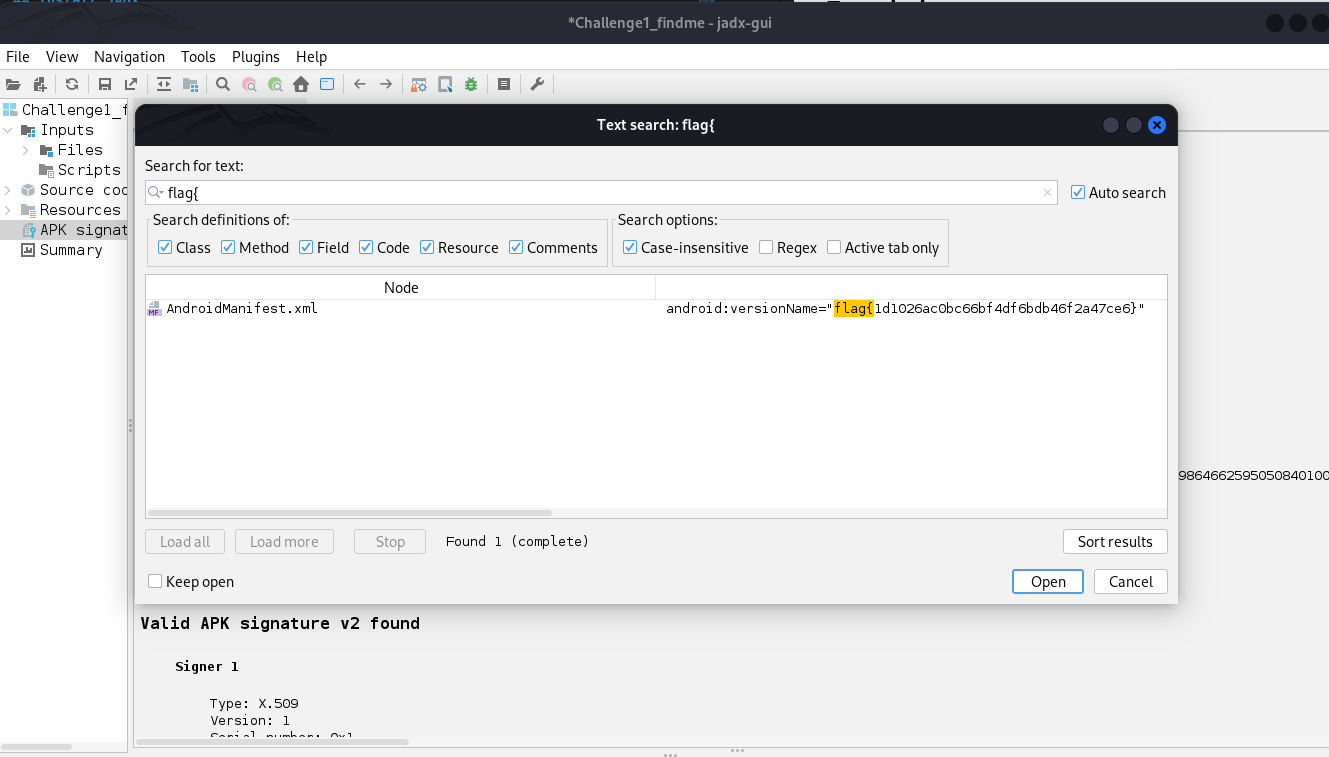 *Challenge1_findme - jadx-gui
File View Navigation Tools Plugins Help
Challenge1_f
Inputs
Files
Scripts
Source coo
Resources
APK signat
Summary
Text search: flag{
Search for text:
flag{
Auto search
Search definitions of:
Class Method Field Code Resource Comments
Search options:
Case-insensitive Regex Active tab only
Node
AndroidManifest.xml android:versionName="flag{1d1026ac0bc66bf4df6bdb46f2a47ce6}"
Load all Load more Stop Found 1 (complete) Sort results
Keep open Open Cancel
9864662595050840100
Valid APK signature v2 found
Signer 1
Type: X.509
Version: 1
Serial number: 0x1